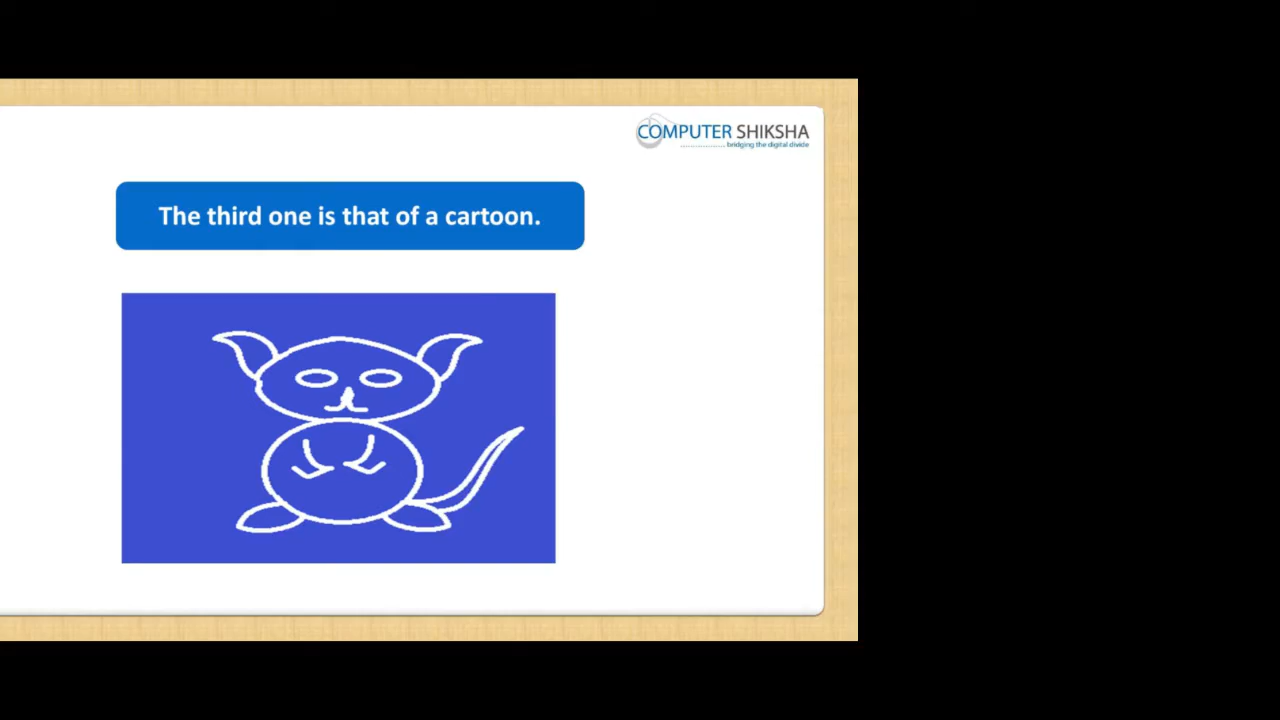 COMPUTER SHIKSHA
bridging the digital divide
The third one is that of a cartoon.